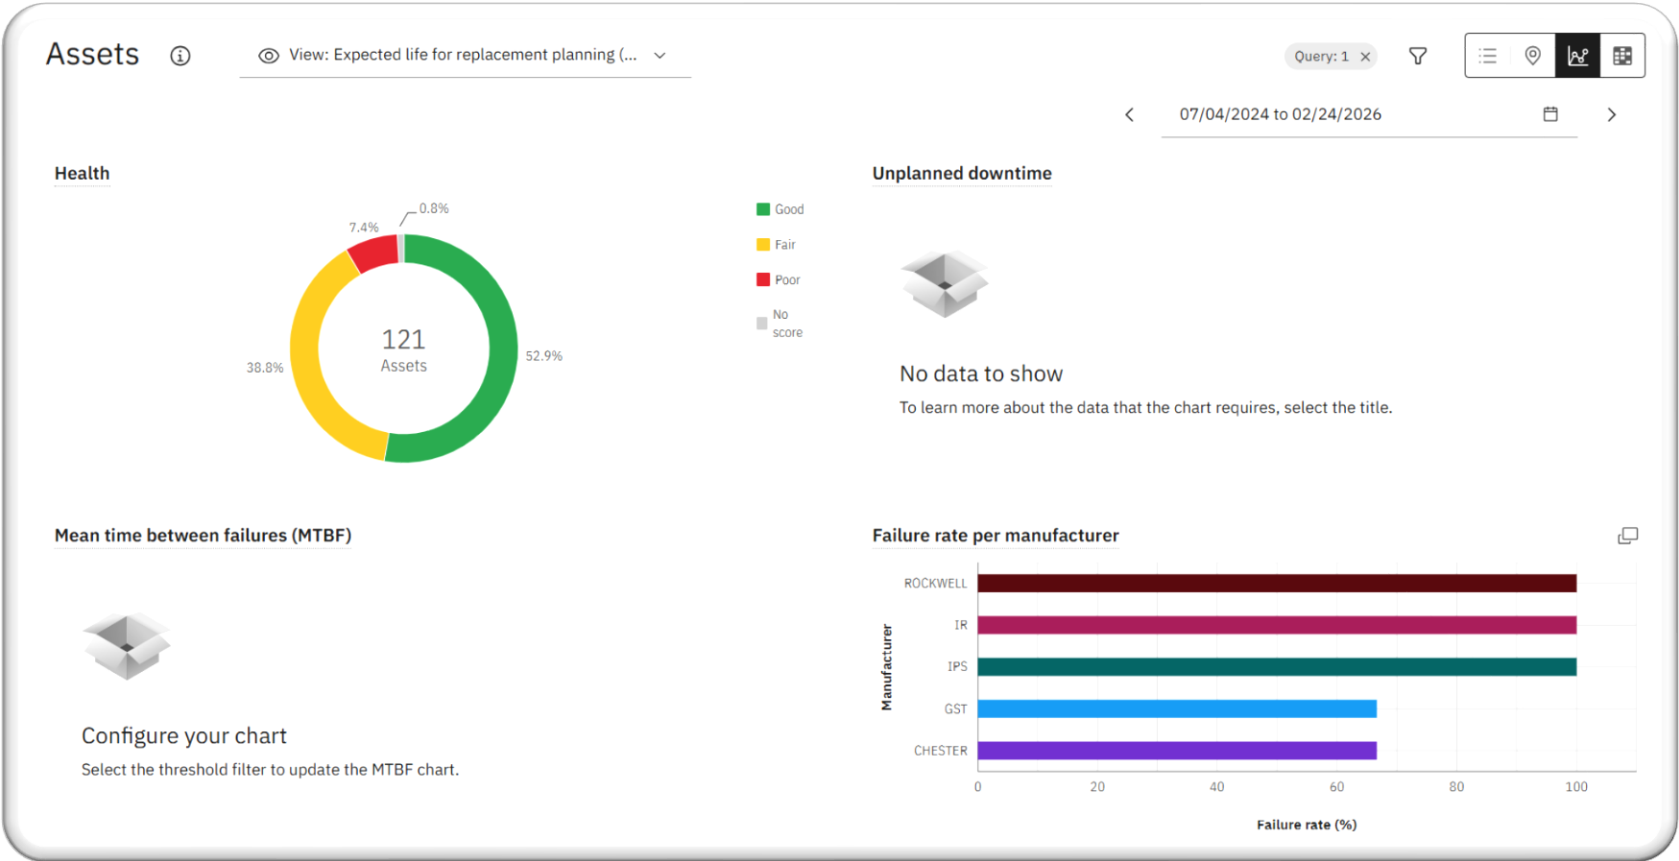 Assets
View: Expected life for replacement planning (...
Query: 1
07/04/2024 to 02/24/2026
Health
0.8%
7.4%
38.8%
52.9%
121
Assets
Good
Fair
Poor
No
score
Unplanned downtime
No data to show
To learn more about the data that the chart requires, select the title.
Mean time between failures (MTBF)
Configure your chart
Select the threshold filter to update the MTBF chart.
Failure rate per manufacturer
Manufacturer
ROCKWELL
IR
IPS
GST
CHESTER
0 20 40 60 80 100
Failure rate (%)